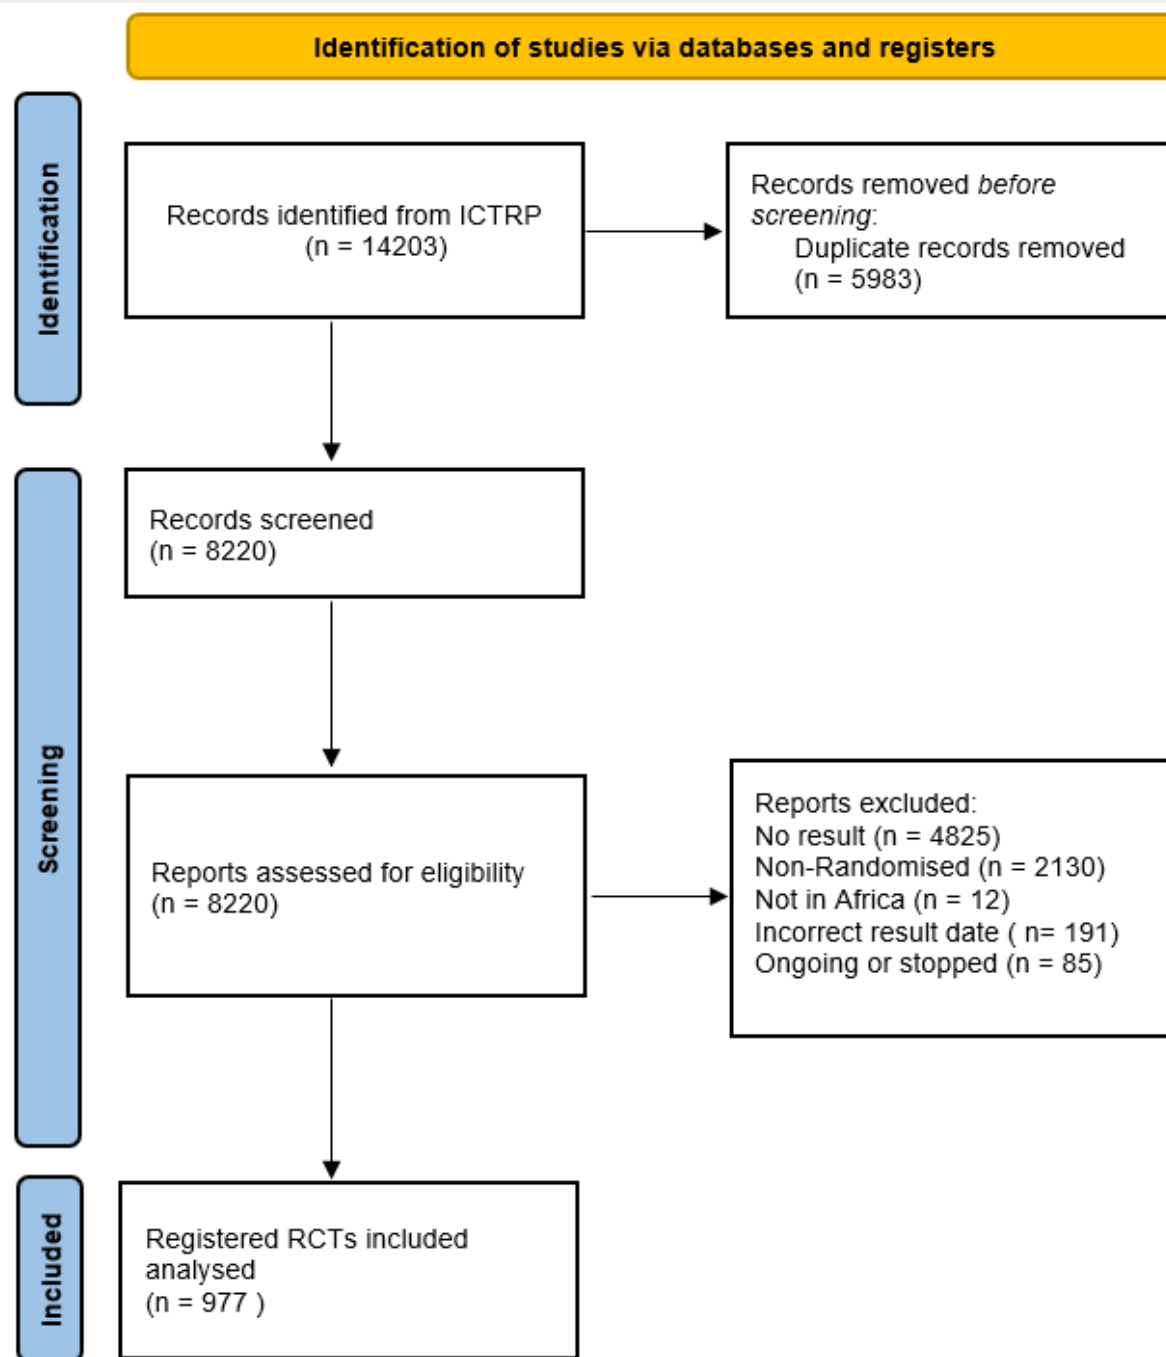 Identification of studies via databases and registers
Identification
Records identified from ICTRP
(n = 14203)
Records removed before
screening:
Duplicate records removed
(n = 5983)
Screening
Records screened
(n = 8220)
Reports assessed for eligibility
(n = 8220)
Reports excluded:
No result (n = 4825)
Non-Randomised (n = 2130)
Not in Africa (n = 12)
Incorrect result date ( n= 191)
Ongoing or stopped (n = 85)
Included
Registered RCTs included
analysed
(n = 977 )